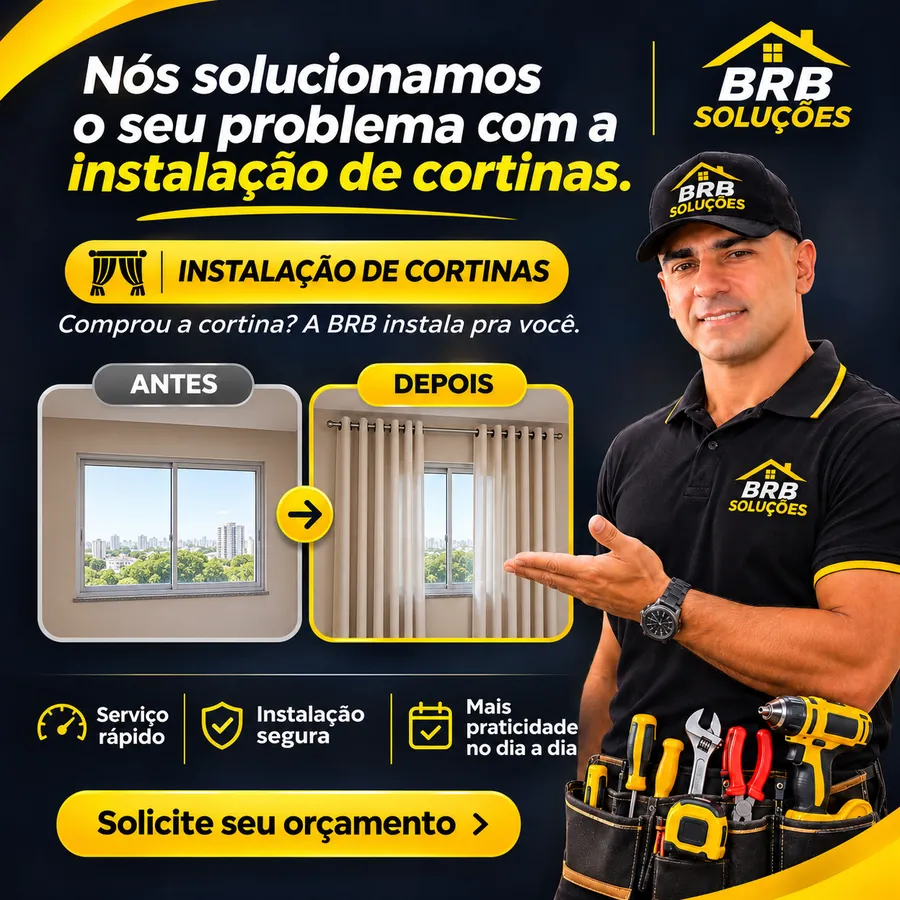 Nós solucionamos
o seu problema com a
instalação de cortinas.
BRB
SOLUÇÕES
BRB
SOLUÇÕES
INSTALAÇÃO DE CORTINAS
Comprou a cortina? A BRB instala pra você.
ANTES
DEPOIS
BRB
SOLUÇÕES
Serviço
rápido
Instalação
segura
Mais
praticidade
no dia a dia
Solicite seu orçamento